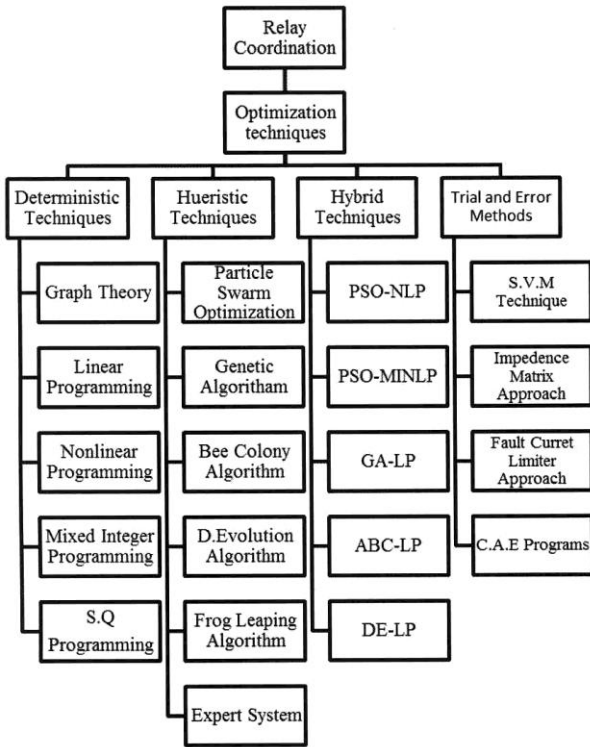 Relay
Coordination
Optimization
techniques
Deterministic
Techniques
Hueristic
Techniques
Hybrid
Techniques
Trial and Error
Methods
Graph Theory
Linear
Programming
Nonlinear
Programming
Mixed Integer
Programming
S.Q
Programming
Particle
Swarm
Optimization
Genetic
Algoritham
Bee Colony
Algorithm
D.Evolution
Algorithm
Frog Leaping
Algorithm
Expert System
PSO-NLP
PSO-MINLP
GA-LP
ABC-LP
DE-LP
S.V.M
Technique
Impedence
Matrix
Approach
Fault Curret
Limiter
Approach
C.A.E Programs